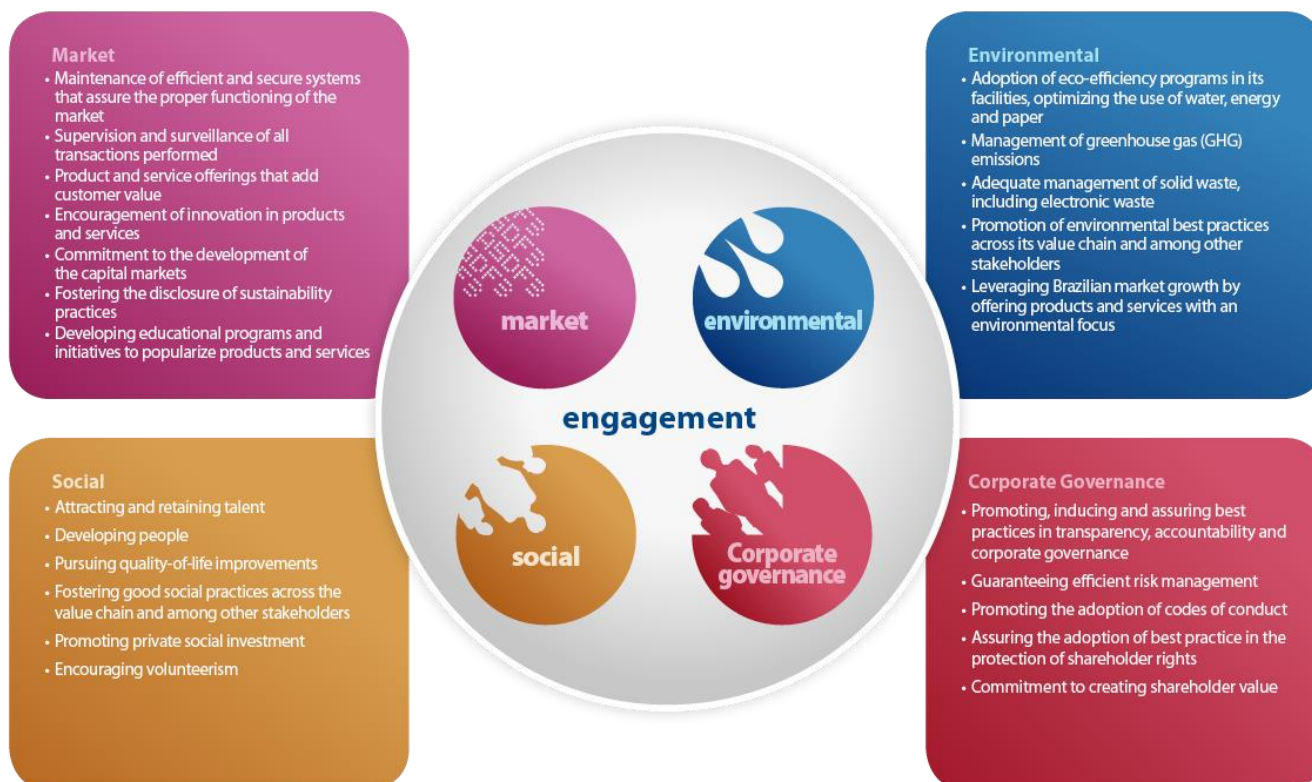 Market
• Maintenance of efficient and secure systems
that assure the proper functioning of the
market
• Supervision and surveillance of all
transactions performed
• Product and service offerings that add
customer value
• Encouragement of innovation in products
and services
• Commitment to the development of
the capital markets
• Fostering the disclosure of sustainability
practices
• Developing educational programs and
initiatives to popularize products and services
Environmental
• Adoption of eco-efficiency programs in its
facilities, optimizing the use of water, energy
and paper
• Management of greenhouse gas (GHG)
emissions
• Adequate management of solid waste,
including electronic waste
• Promotion of environmental best practices
across its value chain and among other
stakeholders
• Leveraging Brazilian market growth by
offering products and services with an
environmental focus
market
environmental
engagement
social
Corporate
governance
Social
• Attracting and retaining talent
• Developing people
• Pursuing quality-of-life improvements
• Fostering good social practices across the
value chain and among other stakeholders
• Promoting private social investment
• Encouraging volunteerism
Corporate Governance
• Promoting, inducing and assuring best
practices in transparency, accountability and
corporate governance
• Guaranteeing efficient risk management
• Promoting the adoption of codes of conduct
• Assuring the adoption of best practice in the
protection of shareholder rights
• Commitment to creating shareholder value